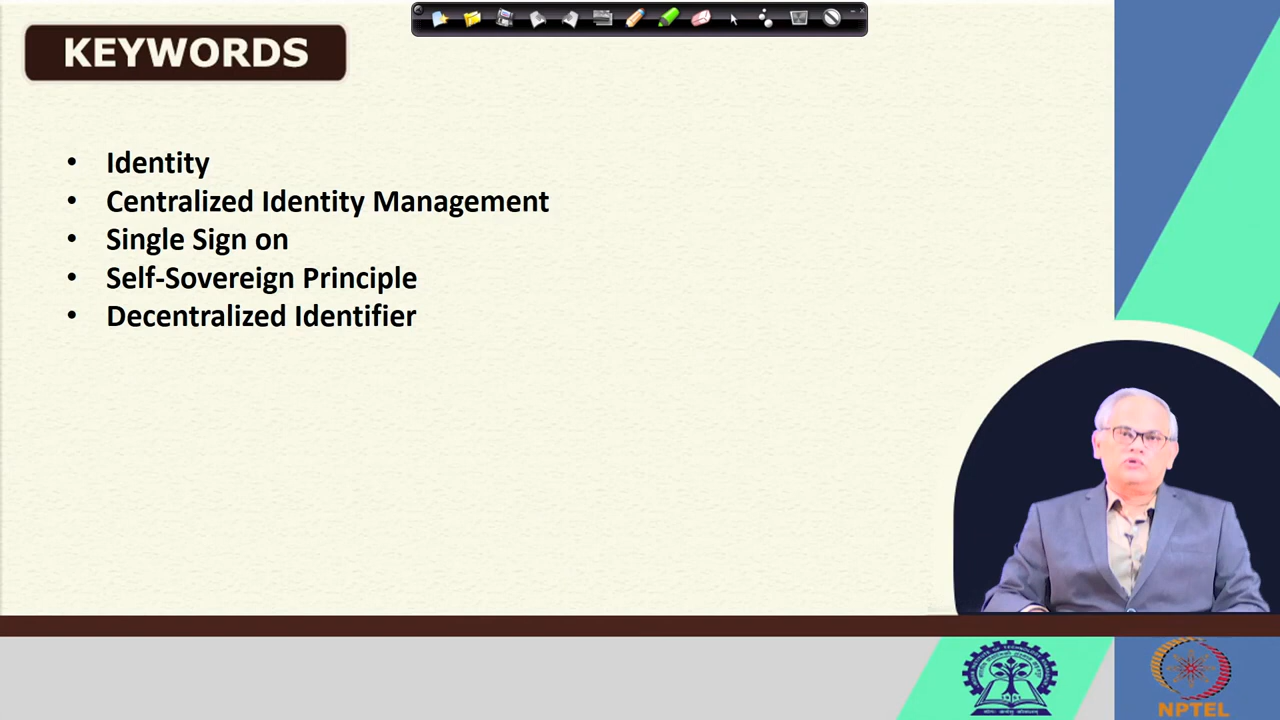 KEYWORDS
• Identity
• Centralized Identity Management
• Single Sign on
• Self-Sovereign Principle
• Decentralized Identifier
NPTEL